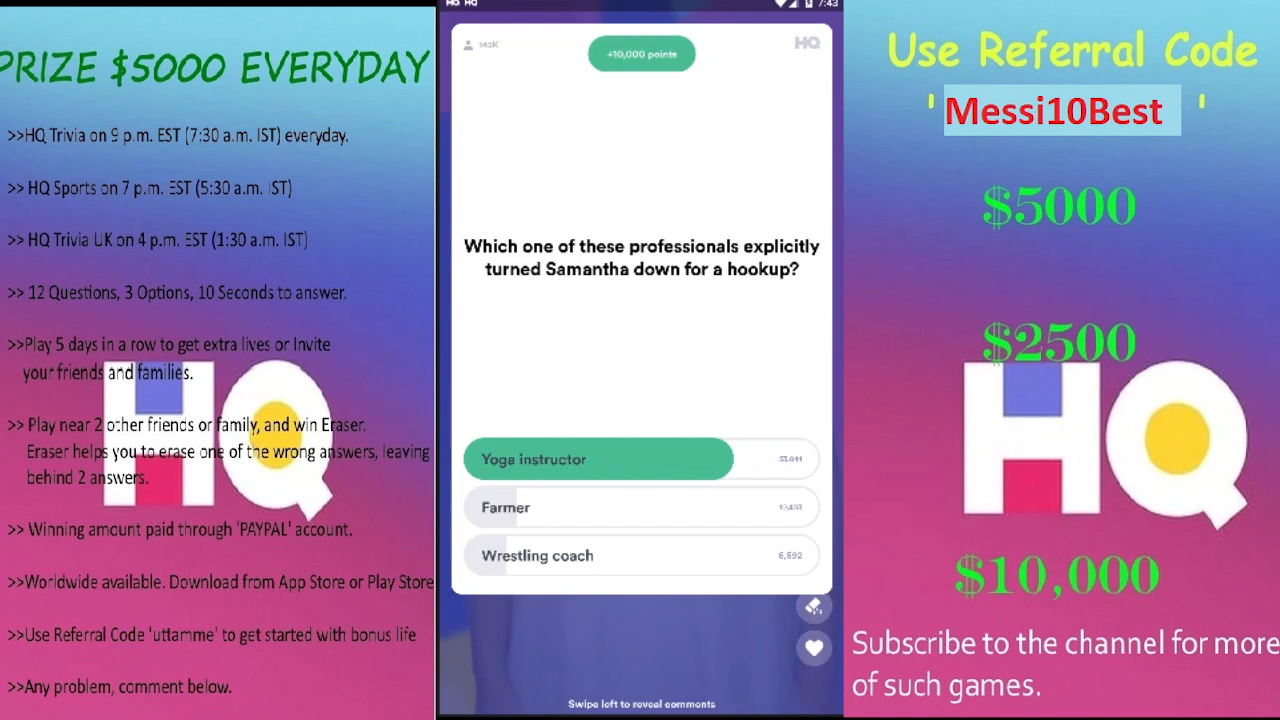 PRIZE $5000 EVERYDAY
>>HQ Trivia on 9 p.m. EST (7:30 a.m. IST) everyday.
>> HQ Sports on 7 p.m. EST (5:30 a.m. IST)
>> HQ Trivia UK on 4 p.m. EST (1:30 a.m. IST)
>> 12 Questions, 3 Options, 10 Seconds to answer.
>>Play 5 days in a row to get extra lives or Invite
your friends and families.
>> Play near 2 other friends or family, and win Eraser.
Eraser helps you to erase one of the wrong answers, leaving
behind 2 answers.
>> Winning amount paid through 'PAYPAL' account.
>>Worldwide available. Download from App Store or Play Store
>>Use Referral Code 'uttamme' to get started with bonus life
>>Any problem, comment below.
HQ
HQ HQ
7:43
HQ
+10,000 points
Which one of these professionals explicitly
turned Samantha down for a hookup?
Yoga instructor
Farmer
Wrestling coach
6,592
Swipe left to reveal comments
Use Referral Code
' Messi10Best '
$5000
$2500
HQ
$10,000
Subscribe to the channel for more
of such games.